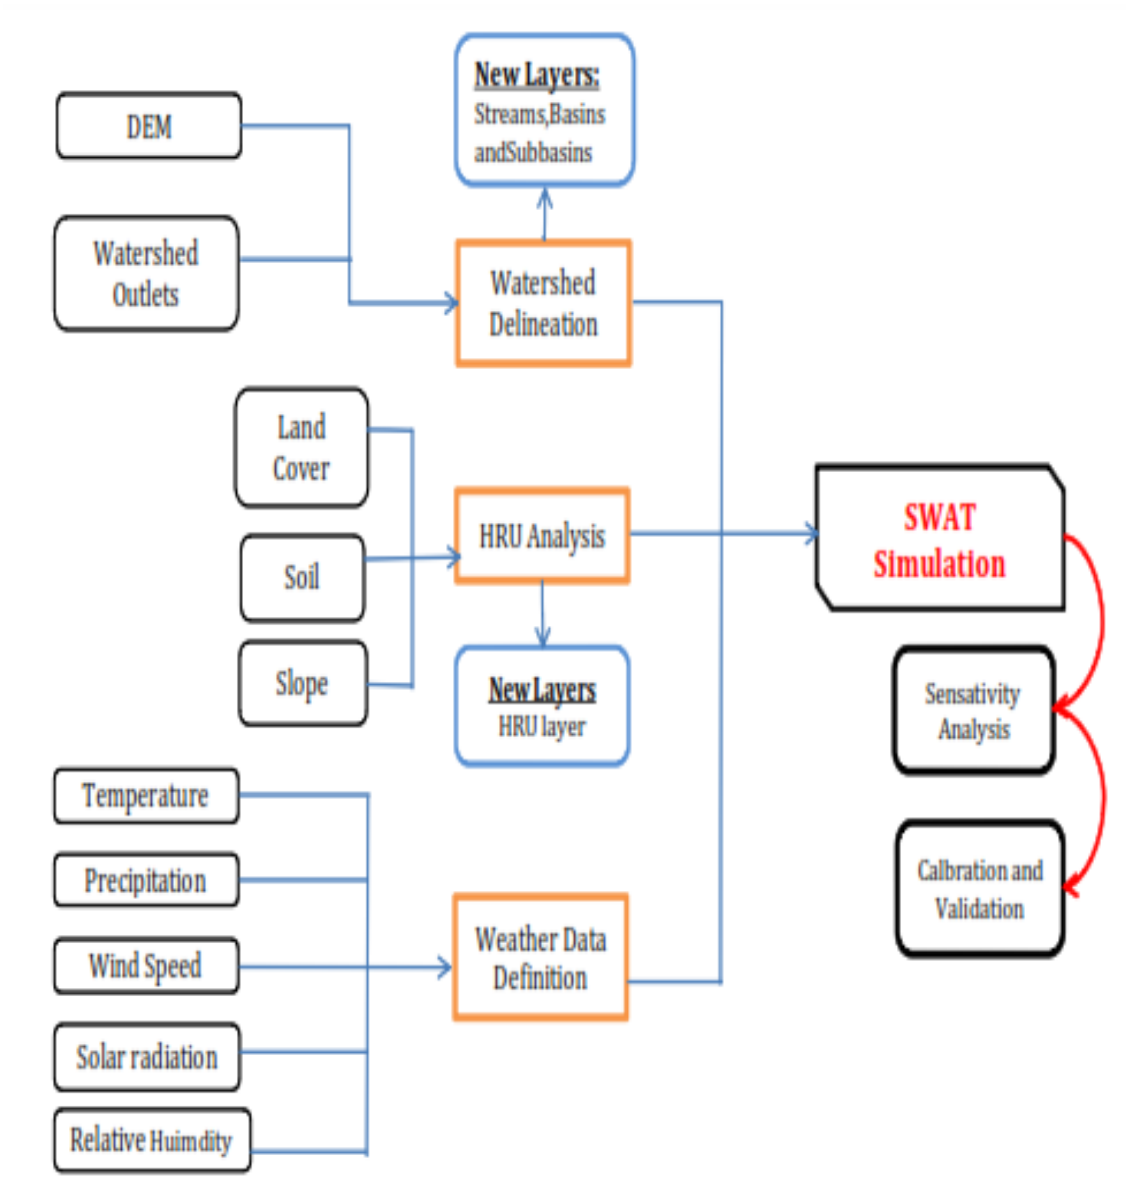 New Layers:
Streams,Basins
andSubbasins
DEM
Watershed
Outlets
Watershed
Delineation
Land
Cover
Soil
Slope
HRU Analysis
New Layers
HRU layer
SWAT
Simulation
Sensativity
Analysis
Calbration and
Validation
Temperature
Precipitation
Wind Speed
Solar radiation
Relative Huimdity
Weather Data
Definition